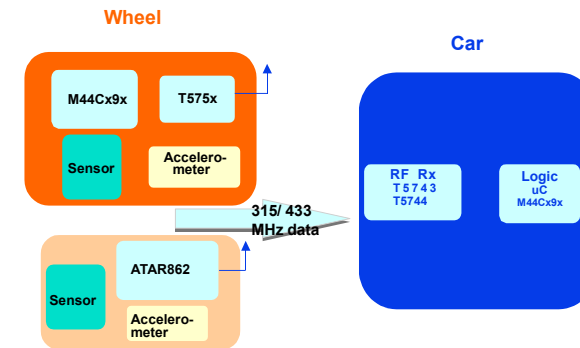 Wheel
Car
M44Cx9x
T575x
Sensor
Accelero-
meter
RF Rx
T5743
T5744
Logic
uC
M44Cx9x
315/ 433
MHz data
ATAR862
Sensor
Accelero-
meter